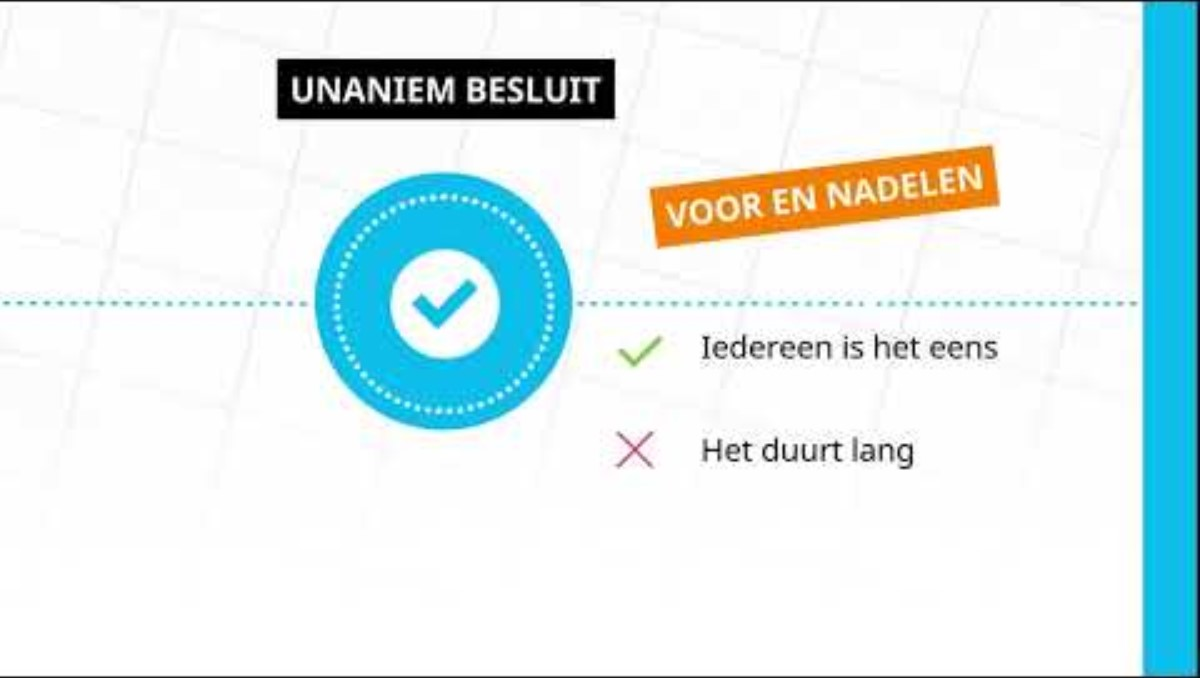 UNANIEM BESLUIT
VOOR EN NADELEN
Iedereen is het eens
Het duurt lang